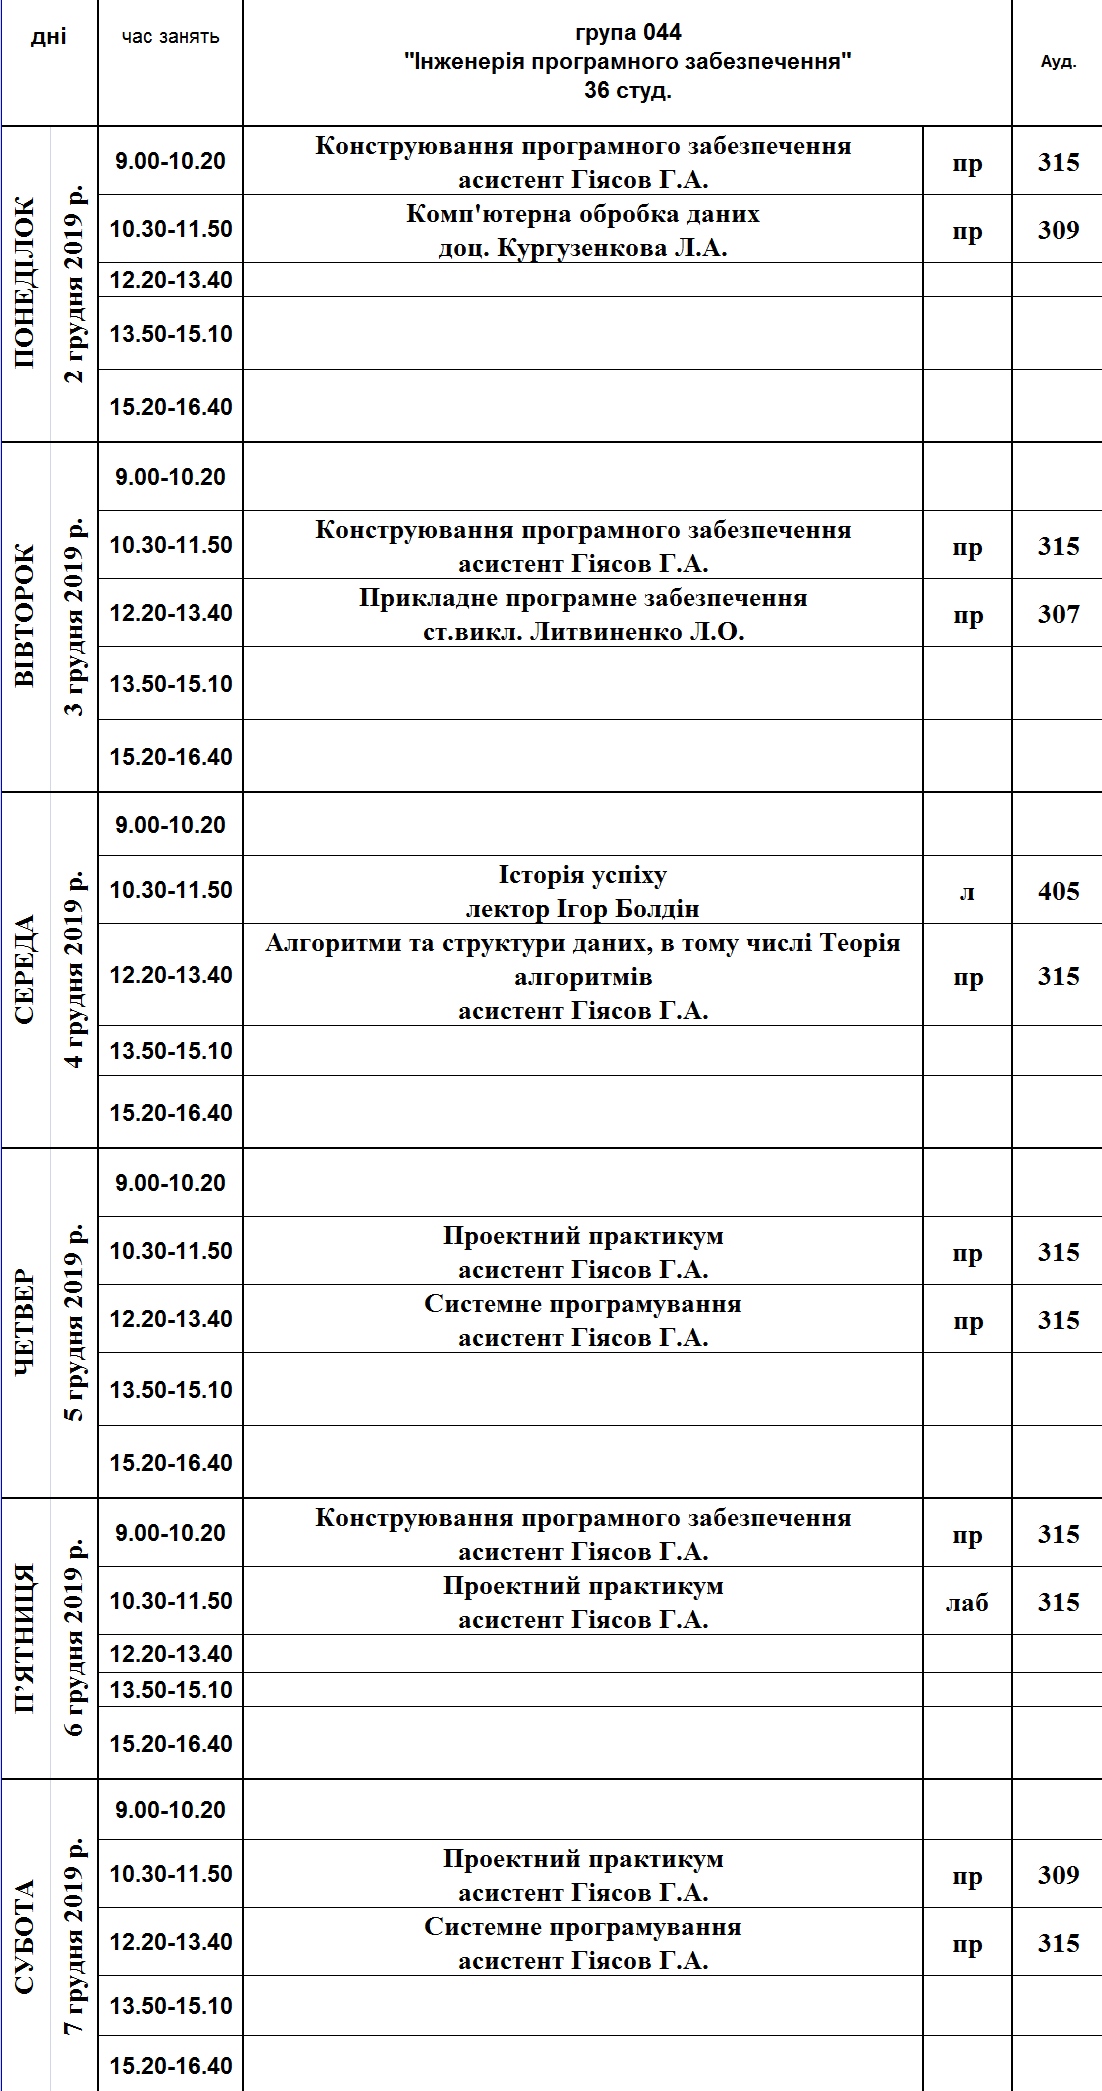 дні
час занять
група 044
"Інженерія програмного забезпечення"
36 студ.
Ауд.
ПОНЕДІЛОК
2 грудня 2019 р.
9.00-10.20
Конструювання програмного забезпечення
асистент Гіясов Г.А.
пр
315
10.30-11.50
Комп'ютерна обробка даних
доц. Кургузенкова Л.А.
пр
309
12.20-13.40
13.50-15.10
15.20-16.40
ВІВТОРОК
3 грудня 2019 р.
9.00-10.20
10.30-11.50
Конструювання програмного забезпечення
асистент Гіясов Г.А.
пр
315
12.20-13.40
Прикладне програмне забезпечення
ст.викл. Литвиненко Л.О.
пр
307
13.50-15.10
15.20-16.40
СЕРЕДА
4 грудня 2019 р.
9.00-10.20
10.30-11.50
Історія успіху
лектор Ігор Болдін
л
405
12.20-13.40
Алгоритми та структури даних, в тому числі Теорія
алгоритмів
асистент Гіясов Г.А.
пр
315
13.50-15.10
15.20-16.40
ЧЕТВЕР
5 грудня 2019 р.
9.00-10.20
10.30-11.50
Проектний практикум
асистент Гіясов Г.А.
пр
315
12.20-13.40
Системне програмування
асистент Гіясов Г.А.
пр
315
13.50-15.10
15.20-16.40
П’ЯТНИЦЯ
6 грудня 2019 р.
9.00-10.20
Конструювання програмного забезпечення
асистент Гіясов Г.А.
пр
315
10.30-11.50
Проектний практикум
асистент Гіясов Г.А.
лаб
315
12.20-13.40
13.50-15.10
15.20-16.40
СУБОТА
7 грудня 2019 р.
9.00-10.20
10.30-11.50
Проектний практикум
асистент Гіясов Г.А.
пр
309
12.20-13.40
Системне програмування
асистент Гіясов Г.А.
пр
315
13.50-15.10
15.20-16.40